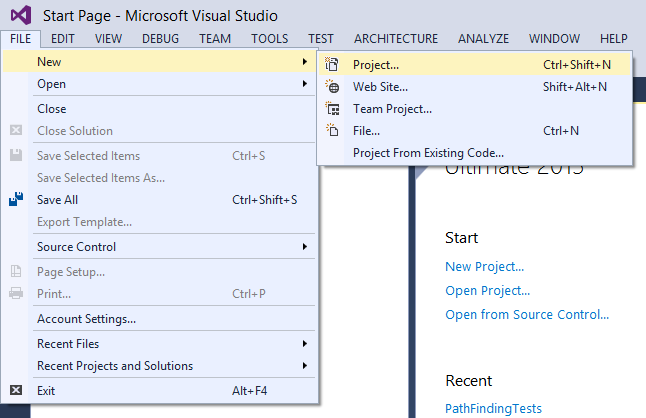 Start Page - Microsoft Visual Studio
FILE EDIT VIEW DEBUG TEAM TOOLS TEST ARCHITECTURE ANALYZE WINDOW HELP
New
Open
Close
Close Solution
Save Selected Items Ctrl+S
Save Selected Items As...
Save All Ctrl+Shift+S
Export Template...
Source Control
Page Setup...
Print... Ctrl+P
Account Settings...
Recent Files
Recent Projects and Solutions
Exit Alt+F4
Project... Ctrl+Shift+N
Web Site... Shift+Alt+N
Team Project...
File... Ctrl+N
Project From Existing Code...
Ultimate 2013
Start
New Project...
Open Project...
Open from Source Control...
Recent
PathFindingTests